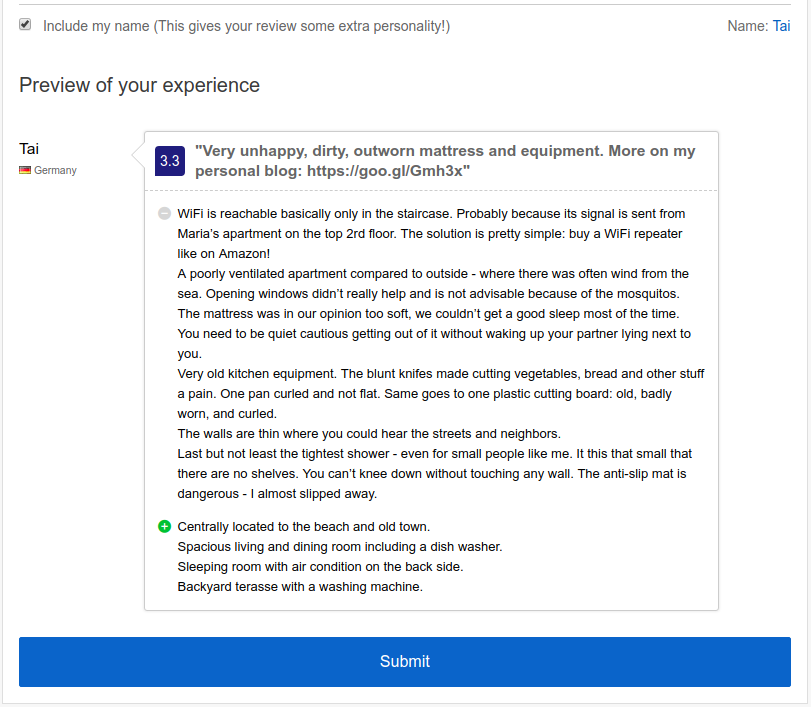 Include my name (This gives your review some extra personality!)
Name: Tai
Preview of your experience
Tai
Germany
3.3
"Very unhappy, dirty, outworn mattress and equipment. More on my
personal blog: https://goo.gl/Gmh3x"
WiFi is reachable basically only in the staircase. Probably because its signal is sent from
Maria's apartment on the top 2rd floor. The solution is pretty simple: buy a WiFi repeater
like on Amazon!
A poorly ventilated apartment compared to outside - where there was often wind from the
sea. Opening windows didn't really help and is not advisable because of the mosquitos.
The mattress was in our opinion too soft, we couldn't get a good sleep most of the time.
You need to be quiet cautious getting out of it without waking up your partner lying next to
you.
Very old kitchen equipment. The blunt knifes made cutting vegetables, bread and other stuff
a pain. One pan curled and not flat. Same goes to one plastic cutting board: old, badly
worn, and curled.
The walls are thin where you could hear the streets and neighbors.
Last but not least the tightest shower - even for small people like me. It this that small that
there are no shelves. You can't knee down without touching any wall. The anti-slip mat is
dangerous - I almost slipped away.
Centrally located to the beach and old town.
Spacious living and dining room including a dish washer.
Sleeping room with air condition on the back side.
Backyard terasse with a washing machine.
Submit